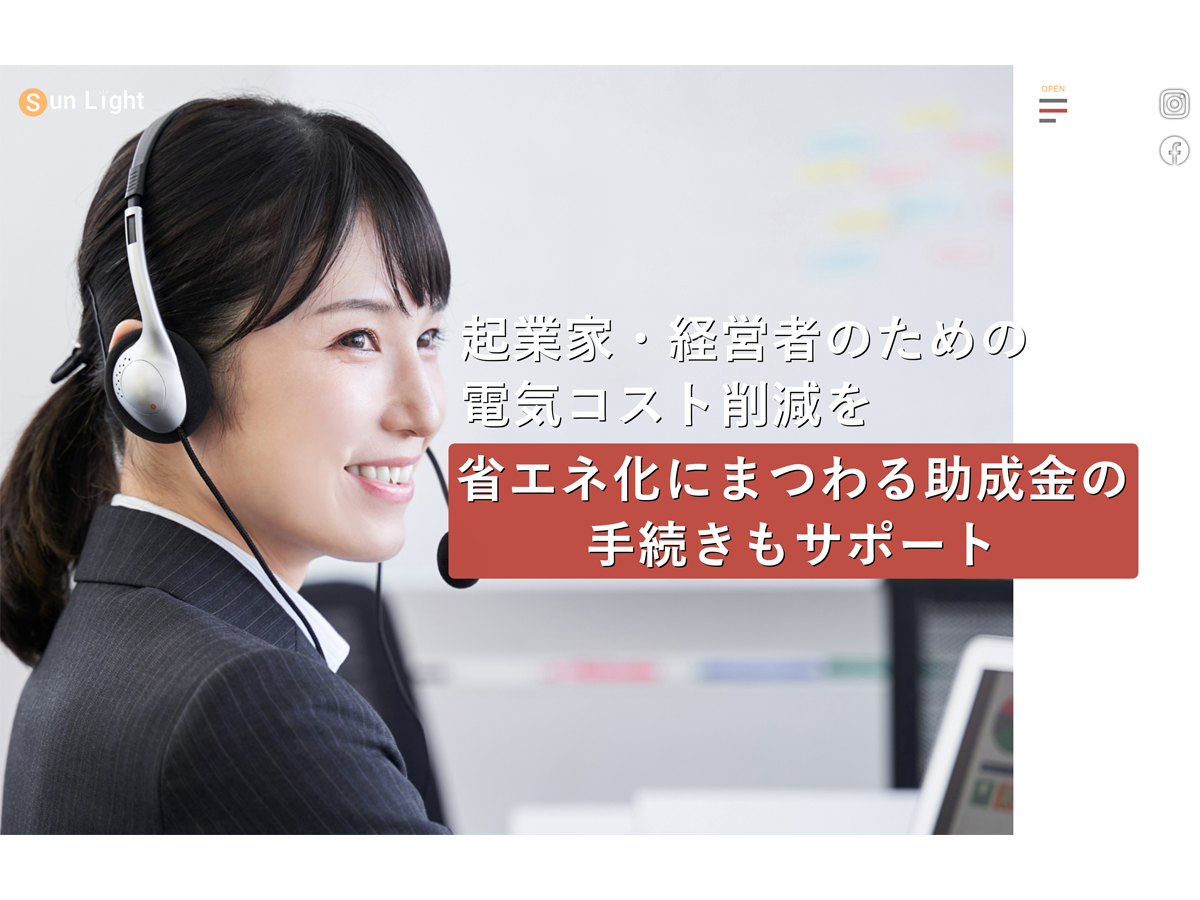 Sun Light
OPEN
起業家・経営者のための
電気コスト削減を
省エネ化にまつわる助成金の
手続きもサポート